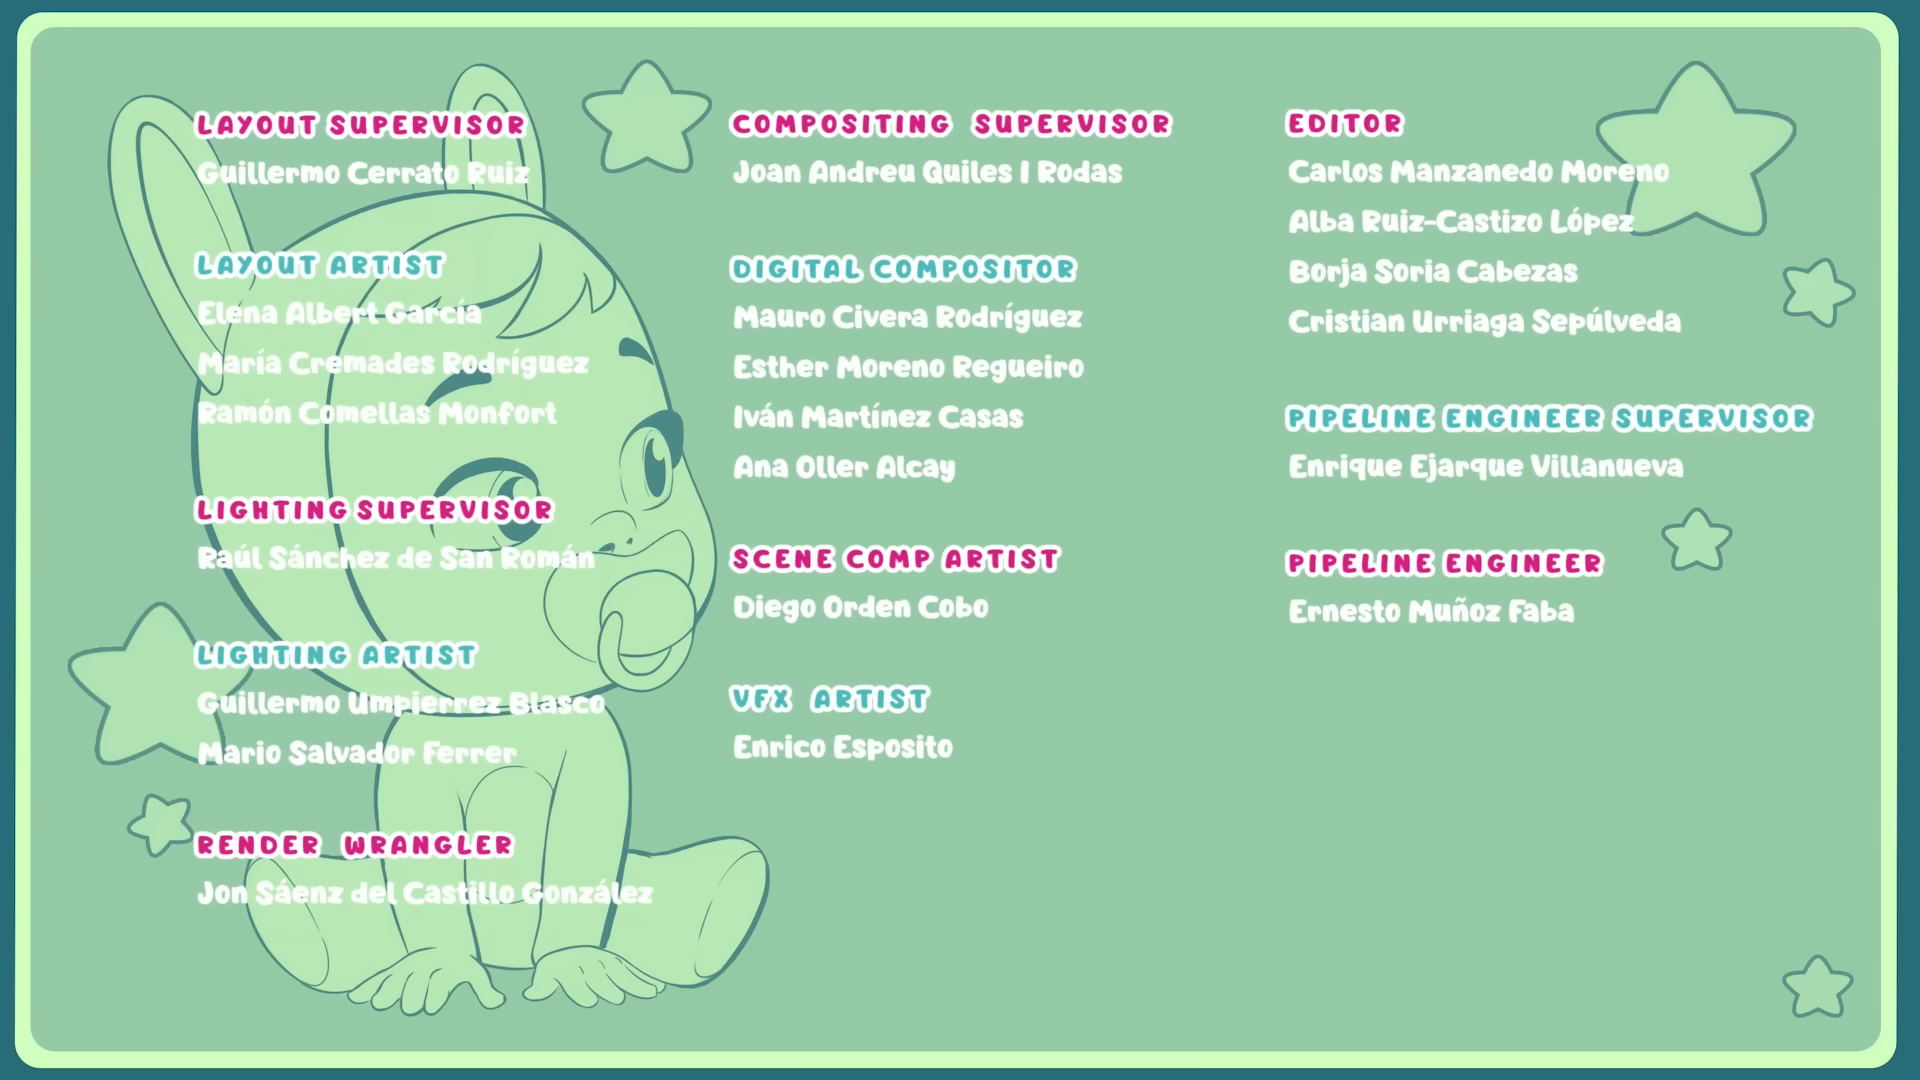 LAYOUT SUPERVISOR
Guillermo Cerrato Ruiz
LAYOUT ARTIST
Elena Albert García
María Cremades Rodríguez
Ramón Comellas Monfort
LIGHTING SUPERVISOR
Raúl Sánchez de San Román
LIGHTING ARTIST
Guillermo Umpierrez Blasco
Mario Salvador Ferrer
RENDER WRANGLER
Jon Sáenz del Castillo González
COMPOSITING SUPERVISOR
Joan Andreu Quiles I Rodas
DIGITAL COMPOSITOR
Mauro Civera Rodríguez
Esther Moreno Regueiro
Iván Martínez Casas
Ana Oller Alcay
SCENE COMP ARTIST
Diego Orden Cobo
VFX ARTIST
Enrico Esposito
EDITOR
Carlos Manzanedo Moreno
Alba Ruiz-Castizo López
Borja Soria Cabezas
Cristian Urriaga Sepúlveda
PIPELINE ENGINEER SUPERVISOR
Enrique Ejarque Villanueva
PIPELINE ENGINEER
Ernesto Muñoz Faba